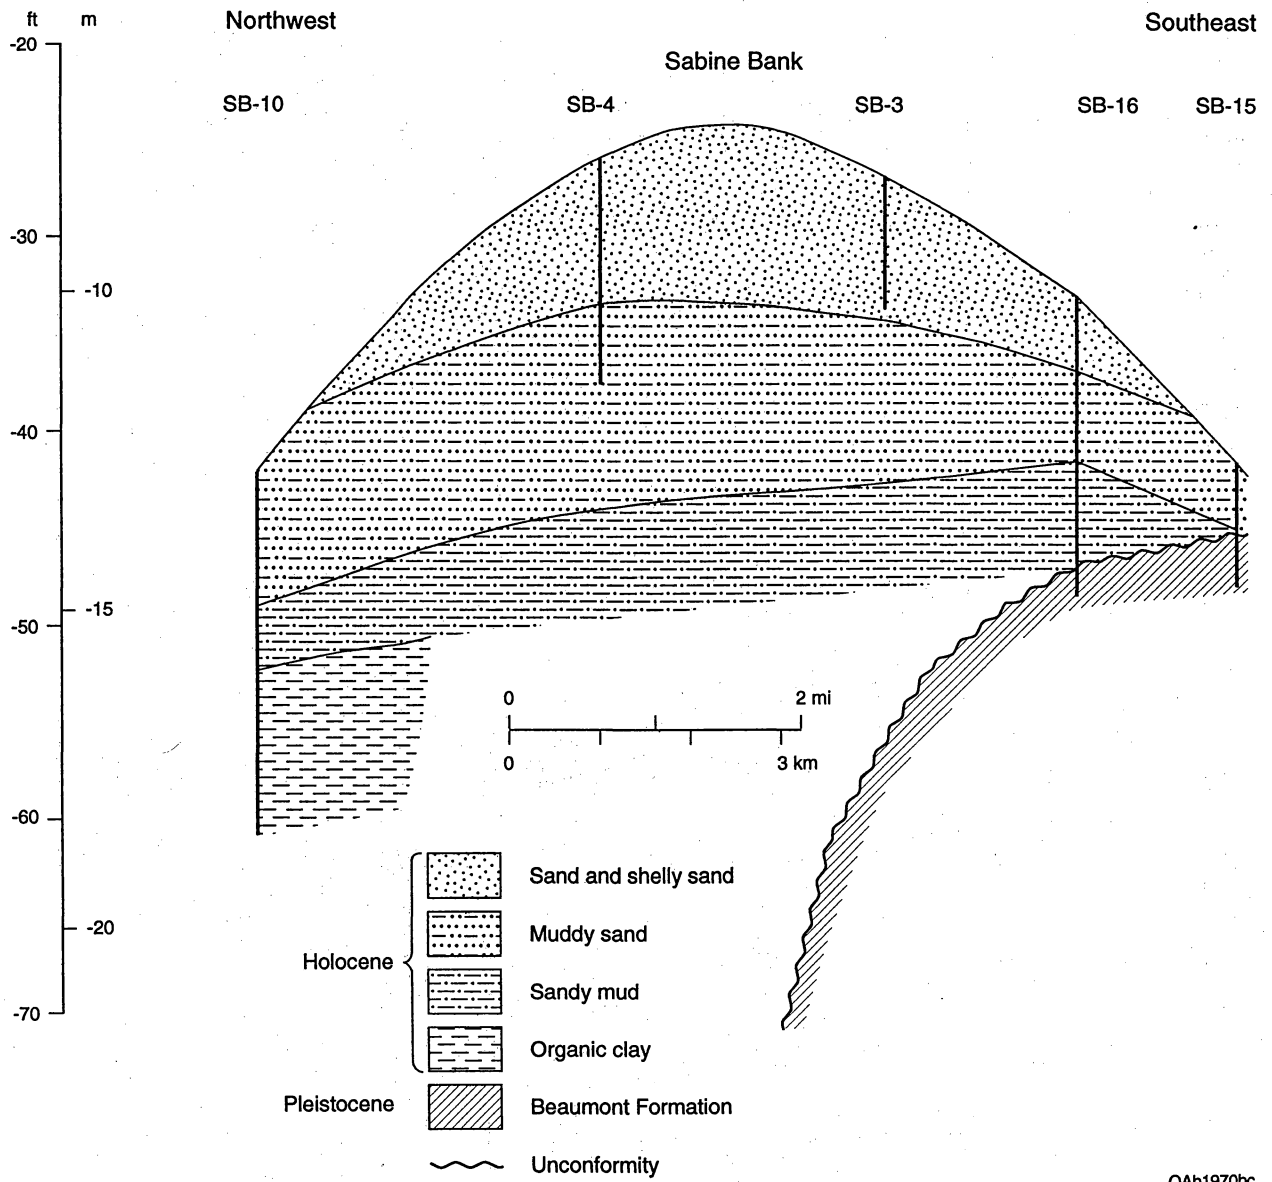 ft m Northwest Southeast
-20
Sabine Bank
SB-10 SB-4 SB-3 SB-16 SB-15
-30
-10
-40
-15
-50
0 2 mi
0 3 km
-60
Sand and shelly sand
-20
Muddy sand
Holocene
Sandy mud
-70
Organic clay
Pleistocene Beaumont Formation
Unconformity
QAh1970bc